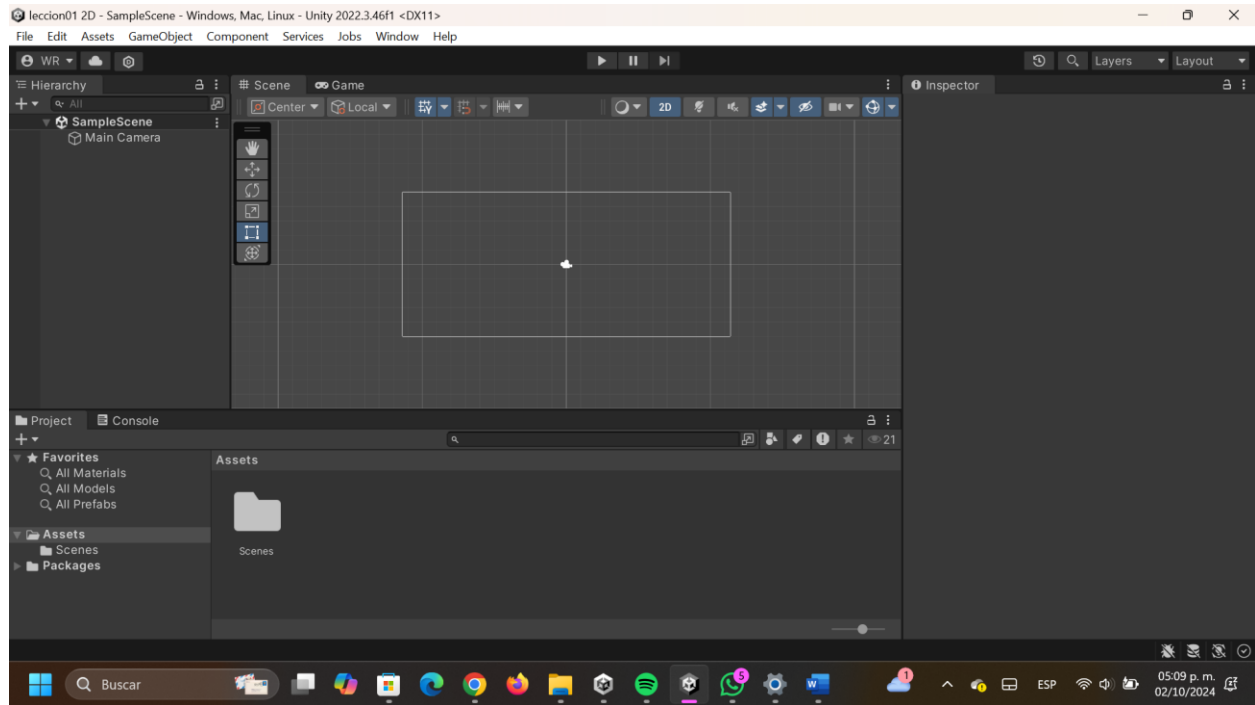 leccion01 2D - SampleScene - Windows, Mac, Linux - Unity 2022.3.46f1 <DX11>
File Edit Assets GameObject Component Services Jobs Window Help
WR Layers Layout
Hierarchy # Scene Game Inspector
All Center Local 2D
SampleScene
Main Camera
Project Console
21
Favorites Assets
All Materials
All Models
All Prefabs
Assets
Scenes Scenes
Packages
Buscar 5 1 ESP 05:09 p. m.
02/10/2024